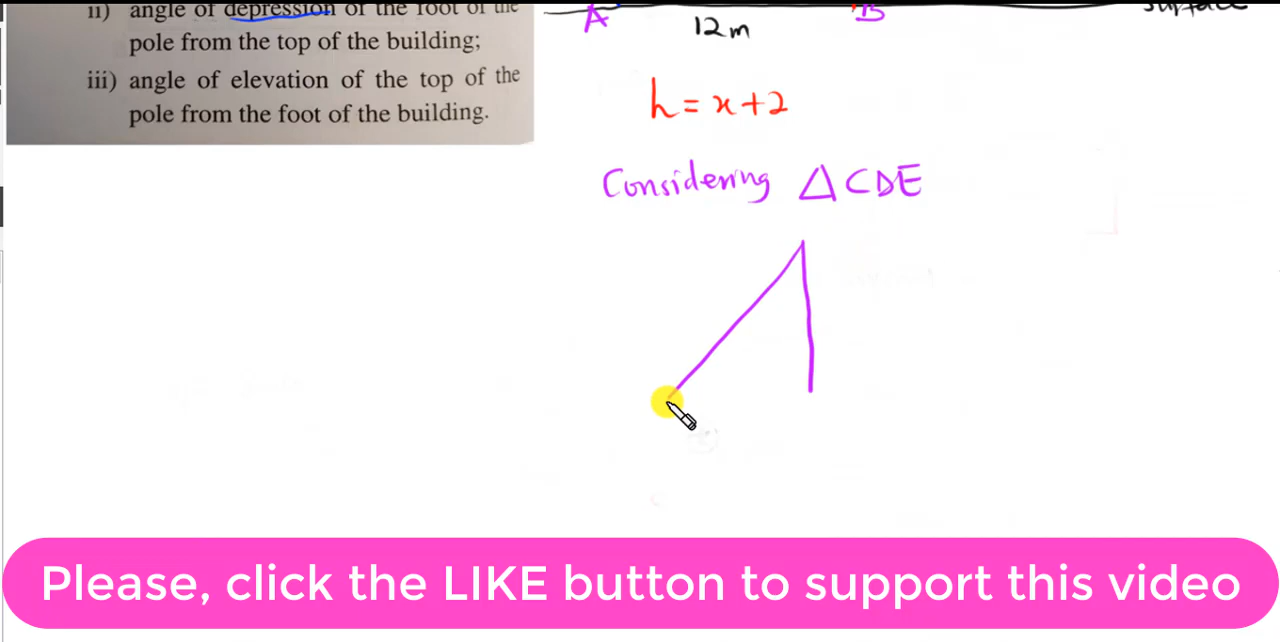 ii) angle of depression of the foot of the
pole from the top of the building;
iii) angle of elevation of the top of the
pole from the foot of the building.
A
B
surface
12m
h = x + 2
Considering △ CDE
Please, click the LIKE button to support this video